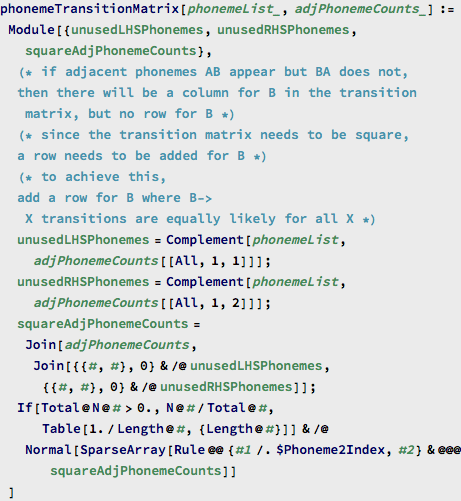 phonemeTransitionMatrix[phonemeList_, adjPhonemeCounts_] :=
Module[{unusedLHSPhonemes, unusedRHSPhonemes,
squareAdjPhonemeCounts},
(* if adjacent phonemes AB appear but BA does not,
then there will be a column for B in the transition
matrix, but no row for B *)
(* since the transition matrix needs to be square,
a row needs to be added for B *)
(* to achieve this,
add a row for B where B->
X transitions are equally likely for all X *)
unusedLHSPhonemes = Complement[phonemeList,
adjPhonemeCounts[[All, 1, 1]]];
unusedRHSPhonemes = Complement[phonemeList,
adjPhonemeCounts[[All, 1, 2]]];
squareAdjPhonemeCounts =
Join[adjPhonemeCounts,
Join[{{#, #}, 0} & /@ unusedLHSPhonemes,
{{#, #}, 0} & /@ unusedRHSPhonemes]];
If[Total@N@# > 0., N@# / Total@#,
Table[1. / Length@#, {Length@#}]] & /@
Normal[SparseArray[Rule @@ {#1 /. $Phoneme2Index, #2} & @@@
squareAdjPhonemeCounts]]
]